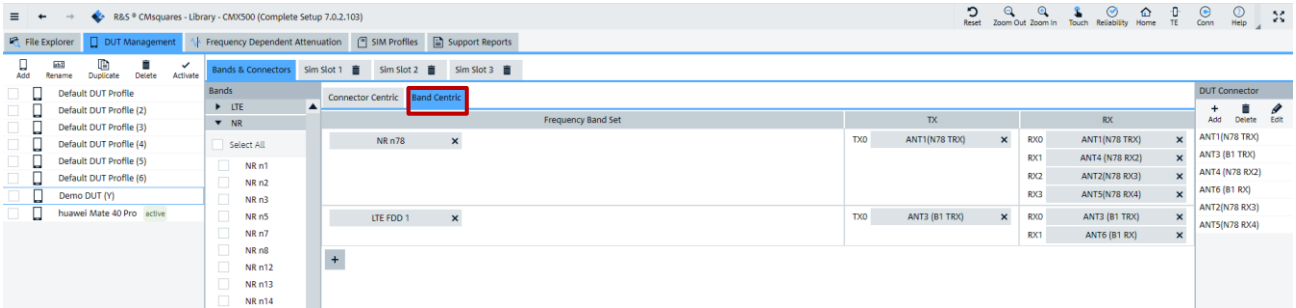 R&S ® CMsquares - Library - CMX500 (Complete Setup 7.0.2.103)
Reset Zoom Out Zoom In Touch Reliability Home TE Conn Help
File Explorer DUT Management Frequency Dependent Attenuation SIM Profiles Support Reports
Add Rename Duplicate Delete Activate
Default DUT Profile
Default DUT Profile (2)
Default DUT Profile (3)
Default DUT Profile (4)
Default DUT Profile (5)
Default DUT Profile (6)
Demo DUT (Y)
huawei Mate 40 Pro active
Bands & Connectors Sim Slot 1 Sim Slot 2 Sim Slot 3
Bands
LTE
NR
Select All
NR n1
NR n2
NR n3
NR n5
NR n7
NR n8
NR n12
NR n13
NR n14
Connector Centric Band Centric
Frequency Band Set TX RX
NR n78 TX0 ANT1(N78 TRX) RX0 ANT1(N78 TRX)
RX1 ANT4 (N78 RX2)
RX2 ANT2(N78 RX3)
RX3 ANT5(N78 RX4)
LTE FDD 1 TX0 ANT3 (B1 TRX) RX0 ANT3 (B1 TRX)
RX1 ANT6 (B1 RX)
DUT Connector
Add Delete Edit
ANT1(N78 TRX)
ANT3 (B1 TRX)
ANT4 (N78 RX2)
ANT6 (B1 RX)
ANT2(N78 RX3)
ANT5(N78 RX4)